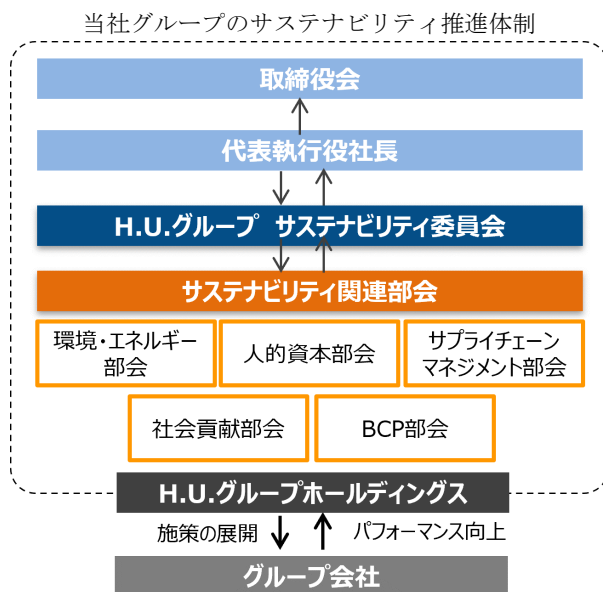 当社グループのサステナビリティ推進体制
取締役会
代表執行役社長
H.U.グループ サステナビリティ委員会
サステナビリティ関連部会
環境・エネルギー
部会
人的資本部会
サプライチェーン
マネジメント部会
社会貢献部会
BCP部会
H.U.グループホールディングス
施策の展開
パフォーマンス向上
グループ会社